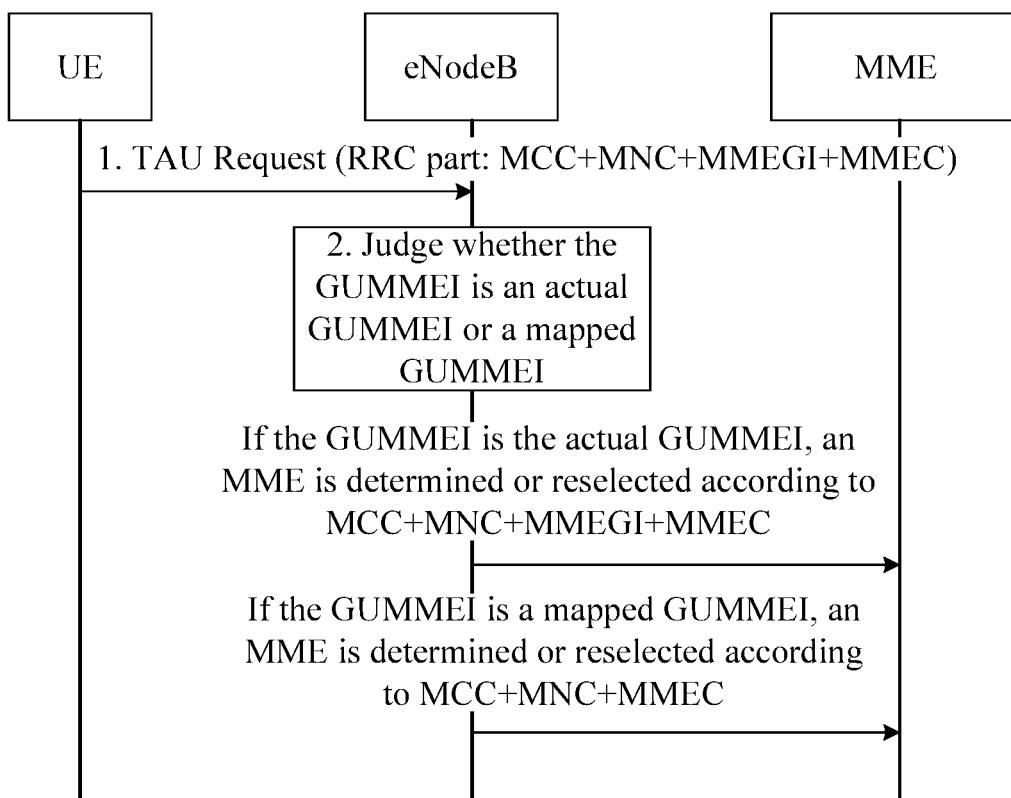 UE
eNodeB
MME
1. TAU Request (RRC part: MCC+MNC+MMEGI+MMEC)
2. Judge whether the
GUMMEI is an actual
GUMMEI or a mapped
GUMMEI
If the GUMMEI is the actual GUMMEI, an
MME is determined or reselected according to
MCC+MNC+MMEGI+MMEC
If the GUMMEI is a mapped GUMMEI, an
MME is determined or reselected according
to MCC+MNC+MMEC